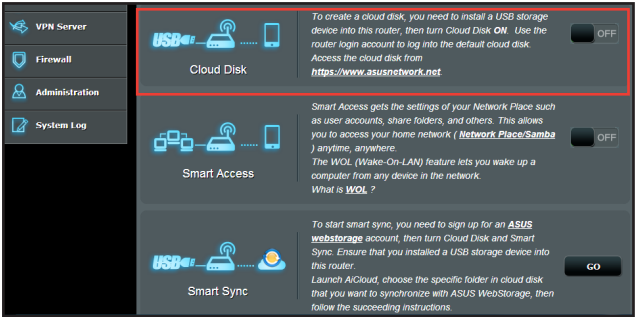 VPN Server
Firewall
Administration
System Log
USB
Cloud Disk
To create a cloud disk, you need to install a USB storage
device into this router, then turn Cloud Disk ON. Use the
router login account to log into the default cloud disk.
Access the cloud disk from
https://www.asusnetwork.net.
OFF
Smart Access
Smart Access gets the settings of your Network Place such
as user accounts, share folders, and others. This allows
you to access your home network ( Network Place/Samba
) anytime, anywhere.
The WOL (Wake-On-LAN) feature lets you wake up a
computer from any device in the network.
What is WOL ?
OFF
USB
Smart Sync
To start smart sync, you need to sign up for an ASUS
webstorage account, then turn Cloud Disk and Smart
Sync. Ensure that you installed a USB storage device into
this router.
Launch AiCloud, choose the specific folder in cloud disk
that you want to synchronize with ASUS WebStorage, then
follow the succeeding instructions.
GO